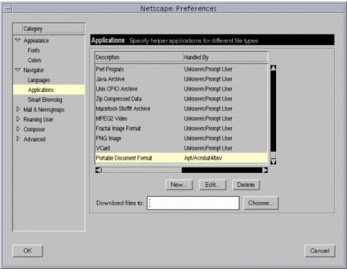 Netscape: Preferences
Category
Appearance
Fonts
Colors
Navigator
Languages
Applications
Smart Browsing
Mail & Newsgroups
Roaming User
Composer
Advanced
Applications Specify helper applications for different file types
Description Handled By
Perl Program Unknown:Prompt User
Java Archive Unknown:Prompt User
Unix CPIO Archive Unknown:Prompt User
Zip Compressed Data Unknown:Prompt User
Macintosh StuffIt Archive Unknown:Prompt User
MPEG2 Video Unknown:Prompt User
Fractal Image Format Unknown:Prompt User
PNG Image Unknown:Prompt User
VCard Unknown:Prompt User
Portable Document Format /opt/Acrobat4/bin/
New... Edit... Delete
Download files to: Choose...
OK Cancel